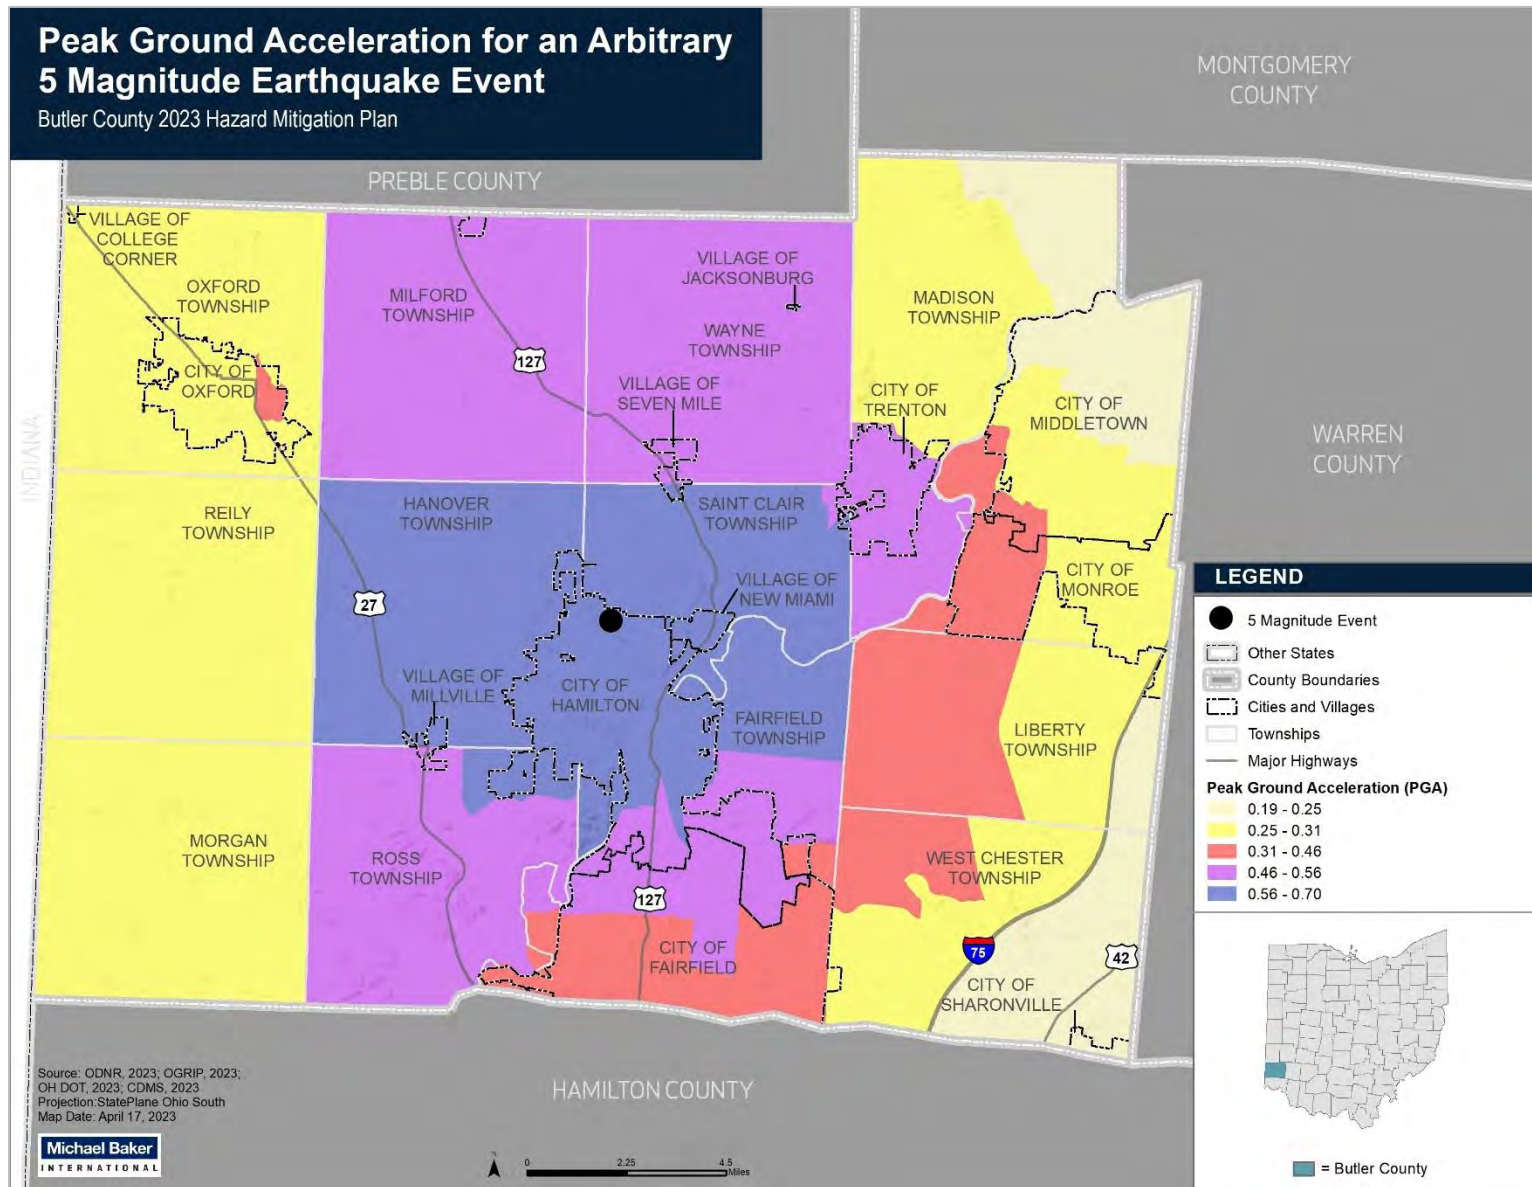 Peak Ground Acceleration for an Arbitrary
5 Magnitude Earthquake Event
Butler County 2023 Hazard Mitigation Plan
MONTGOMERY
COUNTY
PREBLE COUNTY
VILLAGE OF
COLLEGE
CORNER
OXFORD
TOWNSHIP
CITY OF
OXFORD
MILFORD
TOWNSHIP
127
VILLAGE OF
JACKSONBURG
WAYNE
TOWNSHIP
VILLAGE OF
SEVEN MILE
MADISON
TOWNSHIP
CITY OF
TRENTON
CITY OF
MIDDLETOWN
WARREN
COUNTY
INDIANA
REILY
TOWNSHIP
HANOVER
TOWNSHIP
SAINT CLAIR
TOWNSHIP
27
VILLAGE OF
NEW MIAMI
CITY OF
MONROE
VILLAGE OF
MILLVILLE
CITY OF
HAMILTON
FAIRFIELD
TOWNSHIP
LIBERTY
TOWNSHIP
MORGAN
TOWNSHIP
ROSS
TOWNSHIP
WEST CHESTER
TOWNSHIP
127
CITY OF
FAIRFIELD
75
42
CITY OF
SHARONVILLE
HAMILTON COUNTY
LEGEND
5 Magnitude Event
Other States
County Boundaries
Cities and Villages
Townships
Major Highways
Peak Ground Acceleration (PGA)
0.19 - 0.25
0.25 - 0.31
0.31 - 0.46
0.46 - 0.56
0.56 - 0.70
= Butler County
Source: ODNR, 2023; OGRIP, 2023;
OH DOT, 2023; CDMS, 2023
Projection:StatePlane Ohio South
Map Date: April 17, 2023
Michael Baker
INTERNATIONAL
N
0 2.25 4.5
Miles